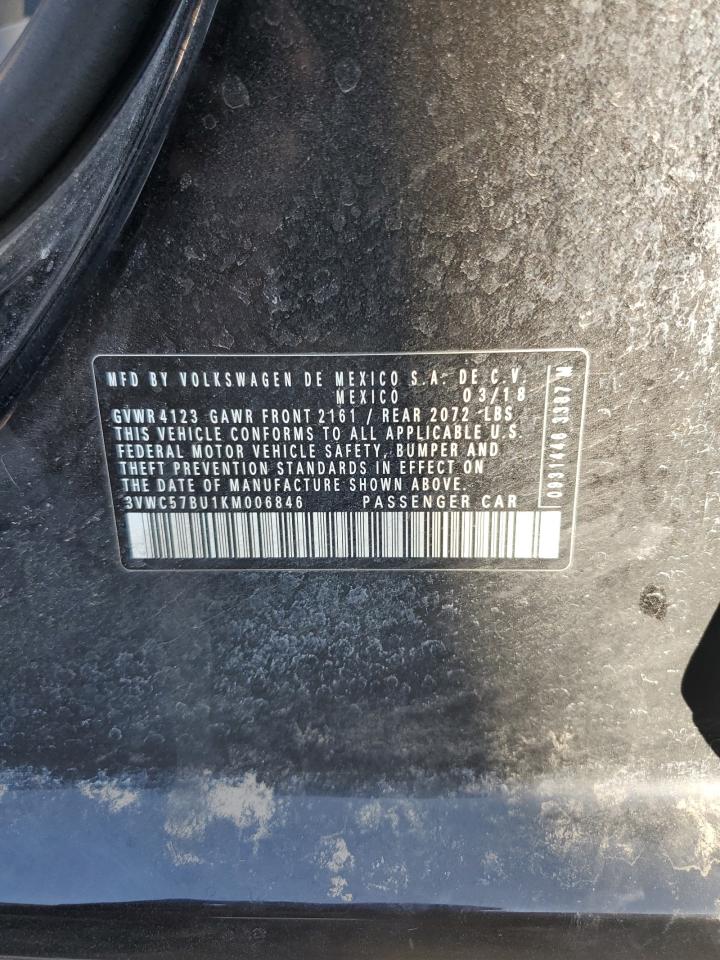 MFD BY VOLKSWAGEN DE MEXICO S.A. DE C.V.
MEXICO 03/18
GVWR4123 GAWR FRONT 2161 / REAR 2072 LBS
THIS VEHICLE CONFORMS TO ALL APPLICABLE U.S.
FEDERAL MOTOR VEHICLE SAFETY, BUMPER AND
THEFT PREVENTION STANDARDS IN EFFECT ON
THE DATE OF MANUFACTURE SHOWN ABOVE.
3VWC57BU1KM006846 PASSENGER CAR